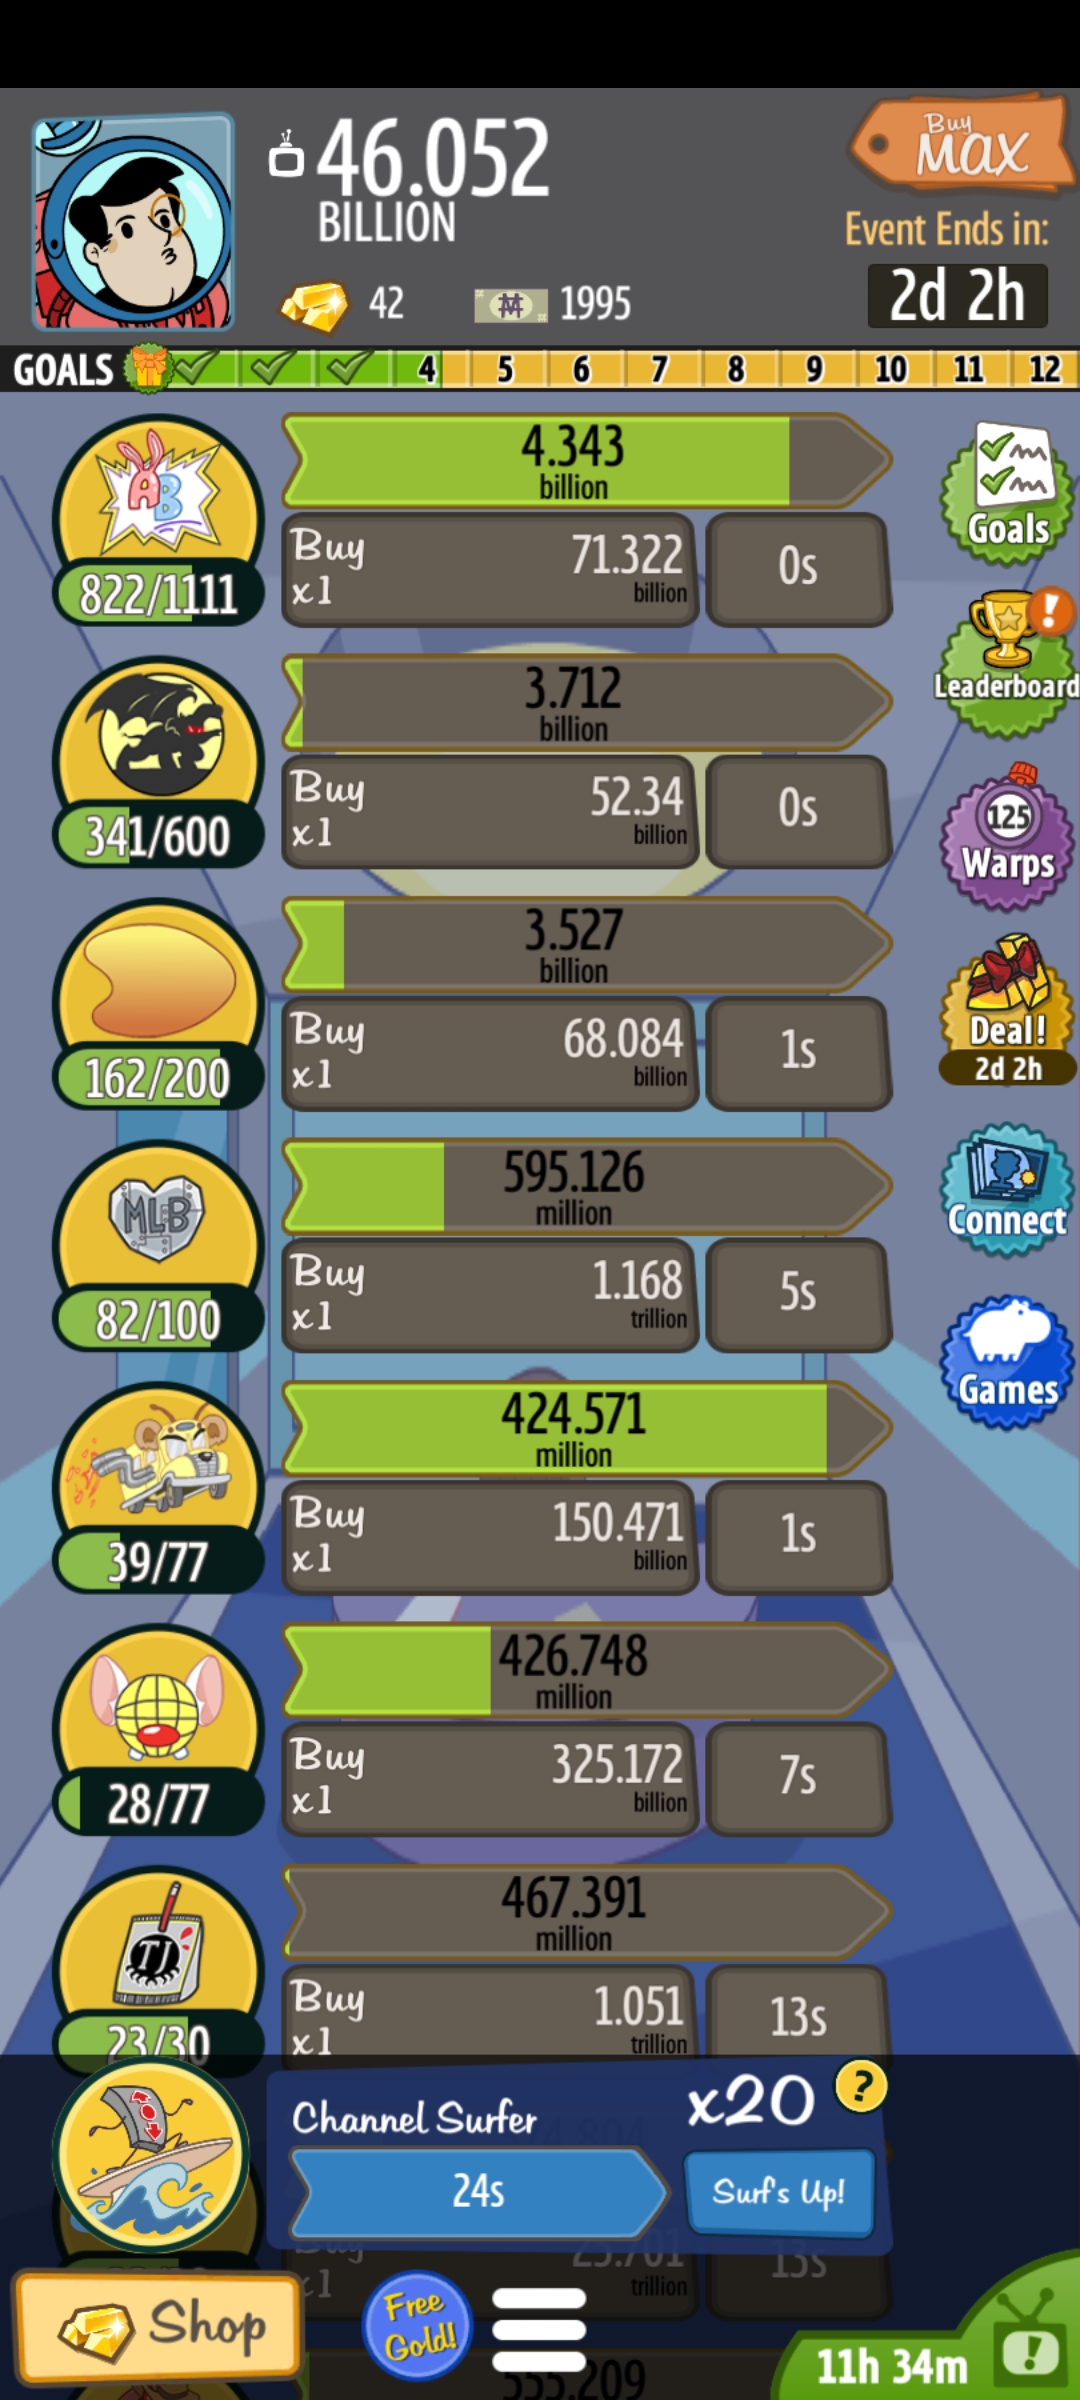 46.052
BILLION
Buy
MAX
Event Ends in:
2d 2h
42
1995
GOALS 4 5 6 7 8 9 10 11 12
AB
4.343
billion
Buy
x1
71.322
billion
0s
822/1111
Goals
3.712
billion
Buy
x1
52.34
billion
0s
341/600
Leaderboard
!
3.527
billion
Buy
x1
68.084
billion
1s
162/200
125
Warps
Deal!
2d 2h
MLB
595.126
million
Buy
x1
1.168
trillion
5s
82/100
Connect
Games
424.571
million
Buy
x1
150.471
billion
1s
39/77
426.748
million
Buy
x1
325.172
billion
7s
28/77
TJ
467.391
million
Buy
x1
1.051
trillion
13s
23/30
Channel Surfer
x20
?
24s
Surf's Up!
Buy
x1
25.701
trillion
13s
Shop
Free
Gold!
555.209
11h 34m
!